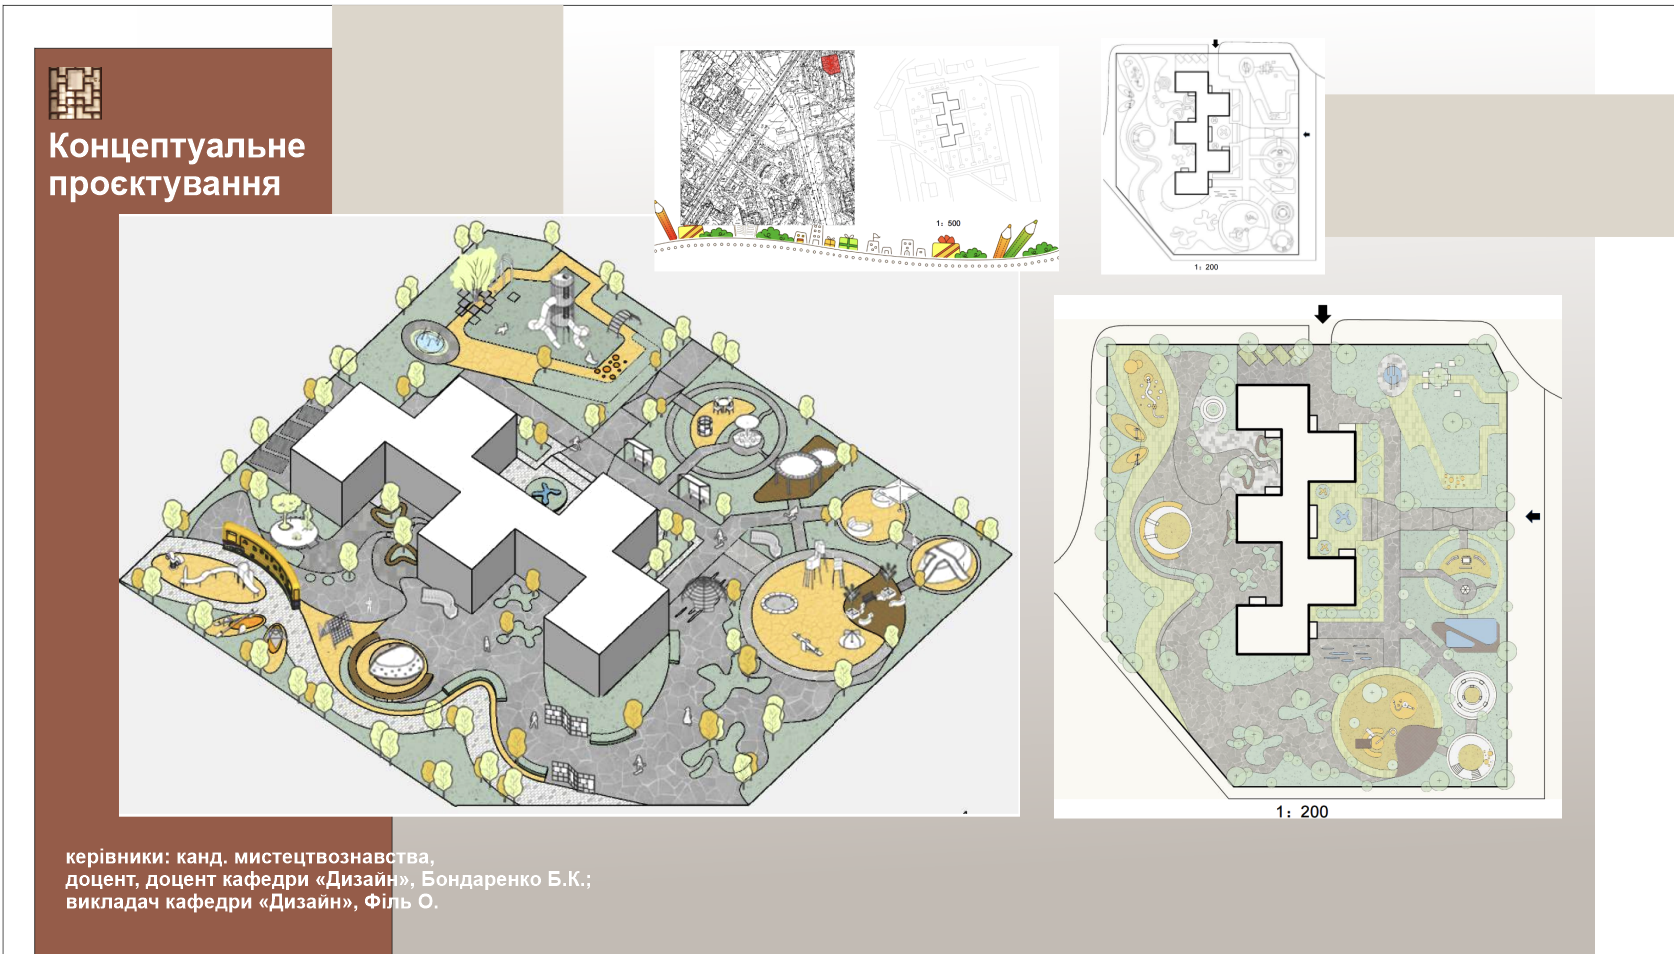 Концептуальне
проєктування
1: 500
1: 200
1: 200
керівники: канд. мистецтвознавства,
доцент, доцент кафедри «Дизайн», Бондаренко Б.К.;
викладач кафедри «Дизайн», Філь О.